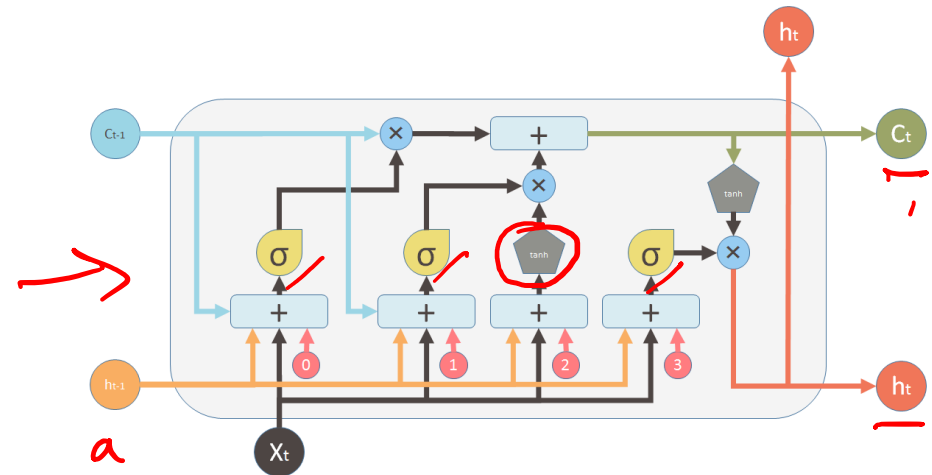 ht
Ct-1
×
+
Ct
×
tanh
tanh
σ
σ
σ
×
+
+
+
+
0
1
2
3
ht-1
ht
a
Xt